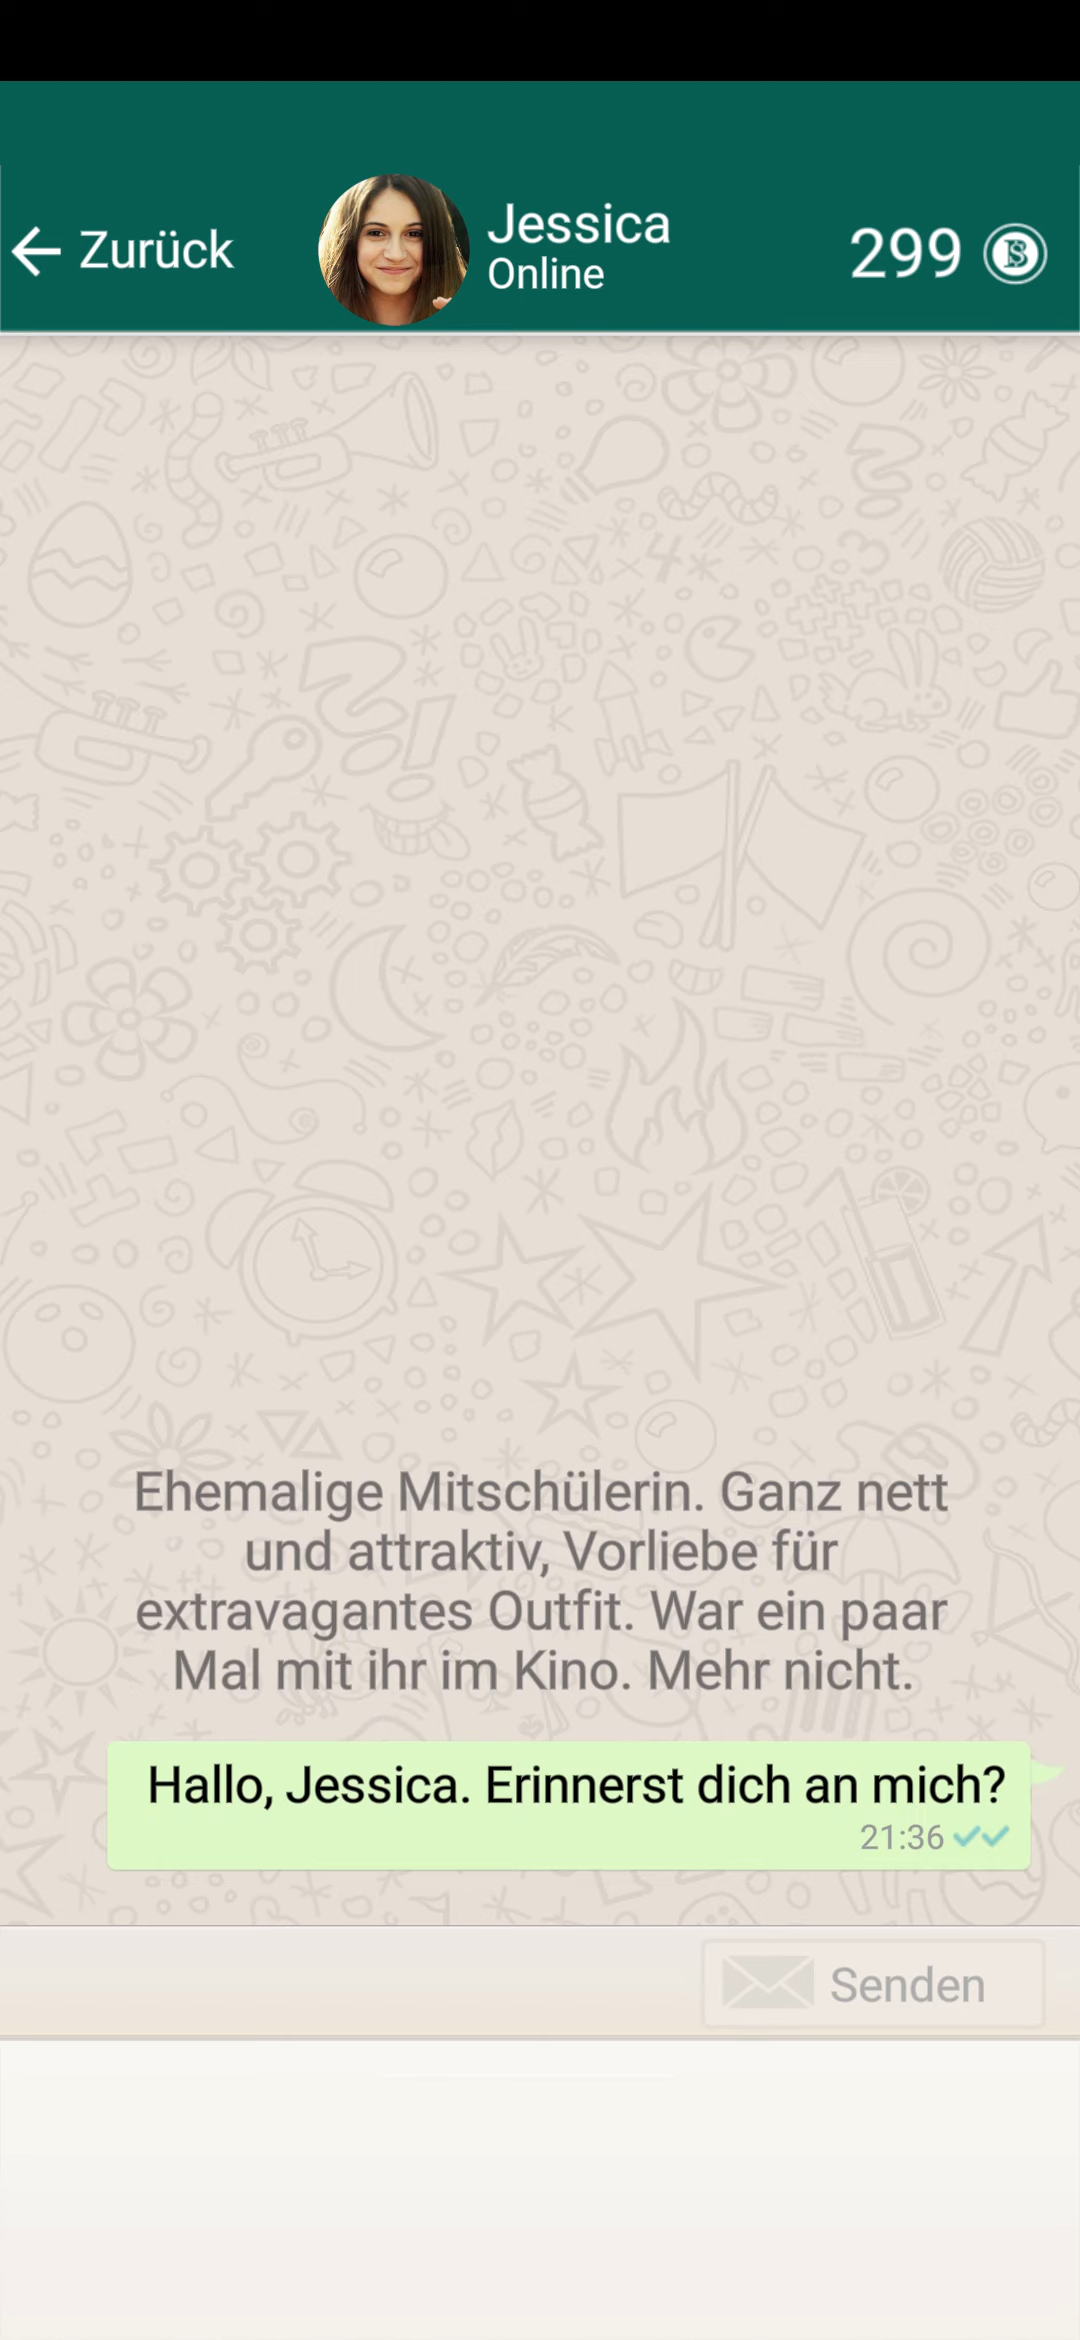 Zurück
Jessica
Online
299
Ehemalige Mitschülerin. Ganz nett
und attraktiv, Vorliebe für
extravagantes Outfit. War ein paar
Mal mit ihr im Kino. Mehr nicht.
Hallo, Jessica. Erinnerst dich an mich?
21:36
Senden